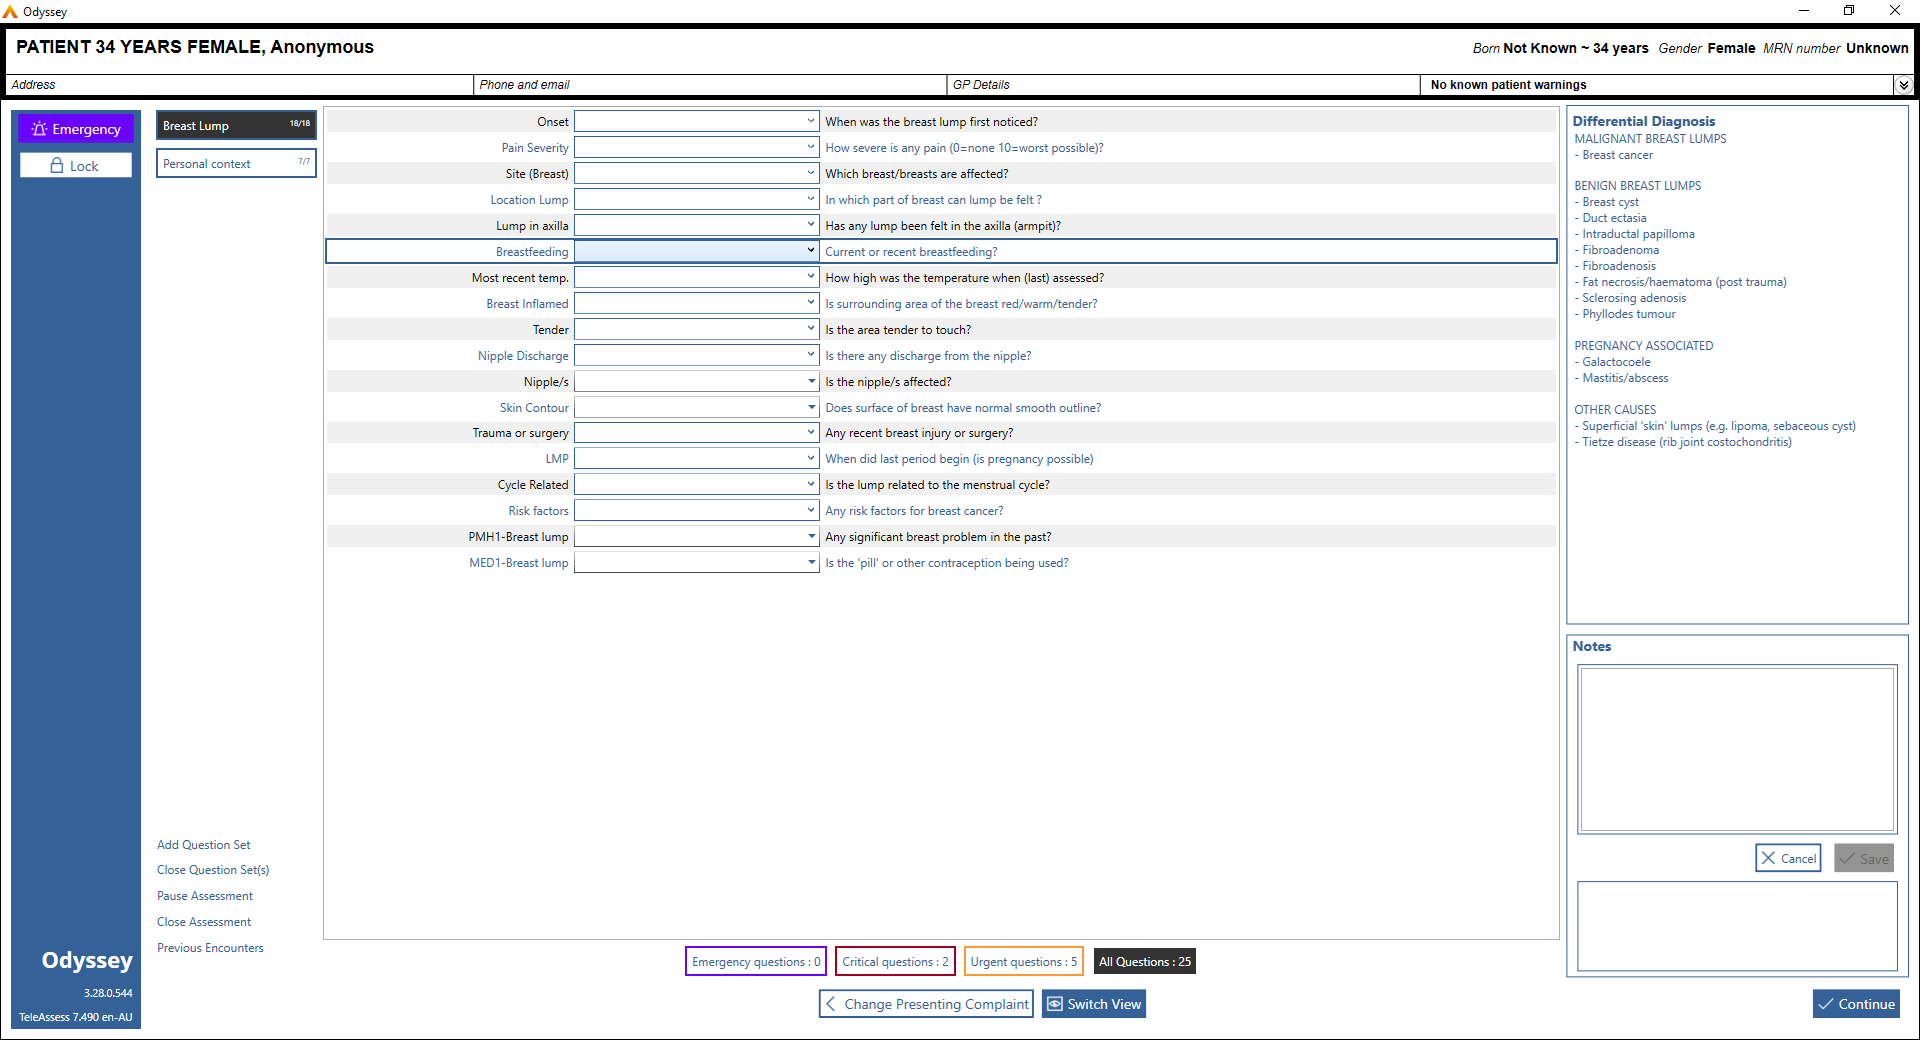 Odyssey
PATIENT 34 YEARS FEMALE, Anonymous
Born Not Known ~ 34 years Gender Female MRN number Unknown
Address
Phone and email
GP Details
No known patient warnings
Emergency
Lock
Breast Lump 18/18
Personal context 7/7
Onset When was the breast lump first noticed?
Pain Severity How severe is any pain (0=none 10=worst possible)?
Site (Breast) Which breast/breasts are affected?
Location Lump In which part of breast can lump be felt ?
Lump in axilla Has any lump been felt in the axilla (armpit)?
Breastfeeding Current or recent breastfeeding?
Most recent temp. How high was the temperature when (last) assessed?
Breast Inflamed Is surrounding area of the breast red/warm/tender?
Tender Is the area tender to touch?
Nipple Discharge Is there any discharge from the nipple?
Nipple/s Is the nipple/s affected?
Skin Contour Does surface of breast have normal smooth outline?
Trauma or surgery Any recent breast injury or surgery?
LMP When did last period begin (is pregnancy possible)
Cycle Related Is the lump related to the menstrual cycle?
Risk factors Any risk factors for breast cancer?
PMH1-Breast lump Any significant breast problem in the past?
MED1-Breast lump Is the 'pill' or other contraception being used?
Differential Diagnosis
MALIGNANT BREAST LUMPS
- Breast cancer
BENIGN BREAST LUMPS
- Breast cyst
- Duct ectasia
- Intraductal papilloma
- Fibroadenoma
- Fibroadenosis
- Fat necrosis/haematoma (post trauma)
- Sclerosing adenosis
- Phyllodes tumour
PREGNANCY ASSOCIATED
- Galactocoele
- Mastitis/abscess
OTHER CAUSES
- Superficial 'skin' lumps (e.g. lipoma, sebaceous cyst)
- Tietze disease (rib joint costochondritis)
Notes
Cancel
Save
Add Question Set
Close Question Set(s)
Pause Assessment
Close Assessment
Previous Encounters
Odyssey
3.28.0.544
TeleAssess 7.490 en-AU
Emergency questions : 0
Critical questions : 2
Urgent questions : 5
All Questions : 25
Change Presenting Complaint
Switch View
Continue